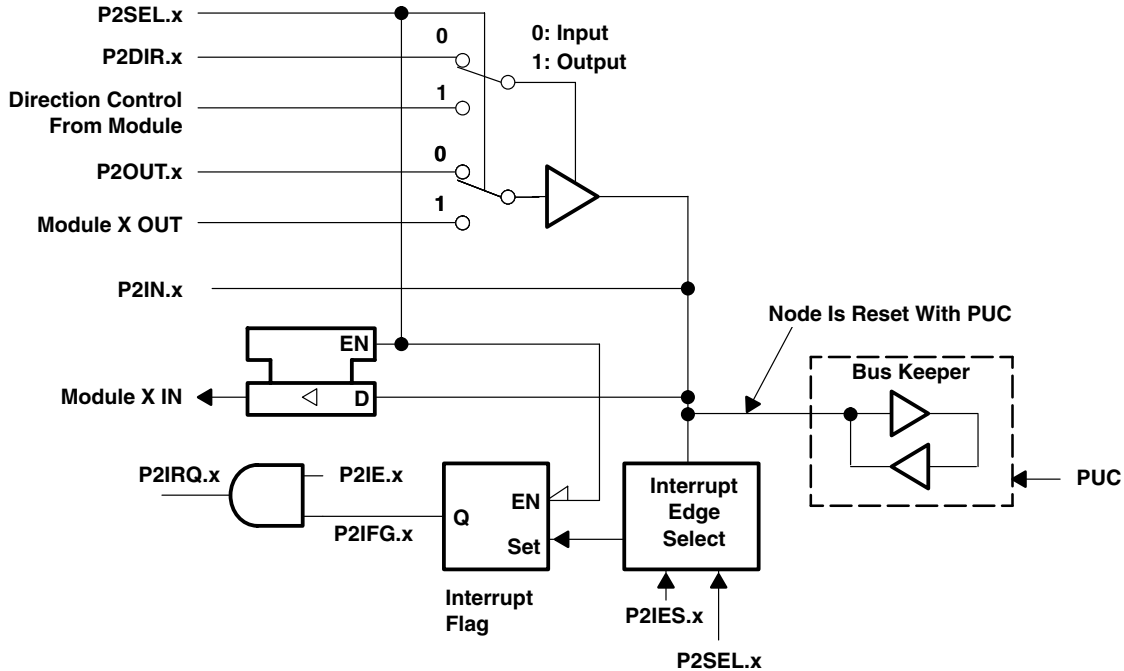 P2SEL.x
0
P2DIR.x
0: Input
1: Output
1
Direction Control
From Module
0
P2OUT.x
1
Module X OUT
P2IN.x
Node Is Reset With PUC
EN
Bus Keeper
Module X IN
D
P2IRQ.x
P2IE.x
PUC
Interrupt
Edge
Select
EN
Q
P2IFG.x
Set
Interrupt
Flag
P2IES.x
P2SEL.x